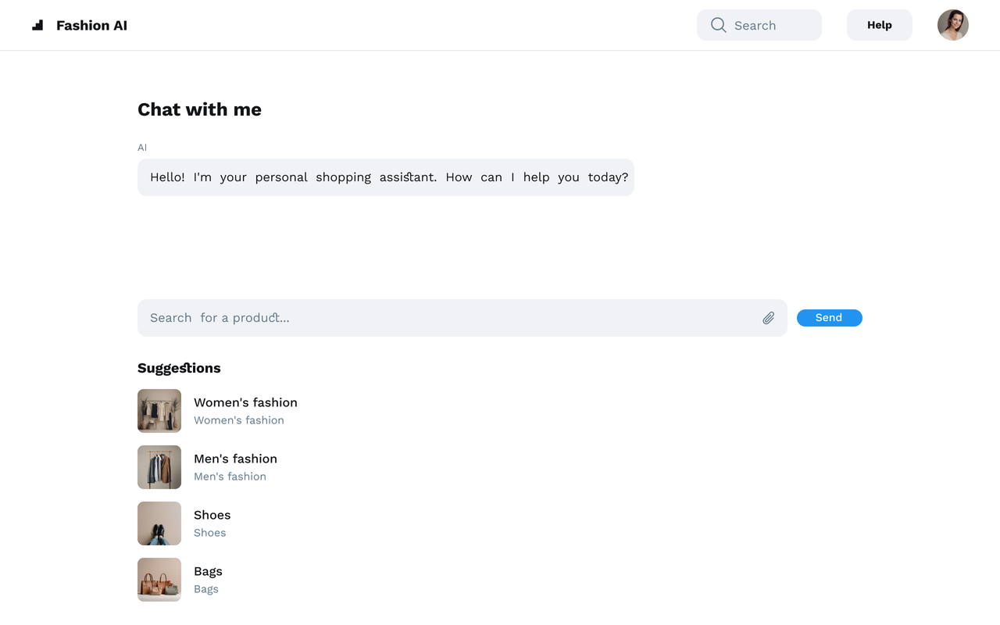 Fashion AI
Search
Help
Chat with me
AI
Hello! I'm your personal shopping assistant. How can I help you today?
Search for a product...
Send
Suggestions
Women's fashion
Women's fashion
Men's fashion
Men's fashion
Shoes
Shoes
Bags
Bags